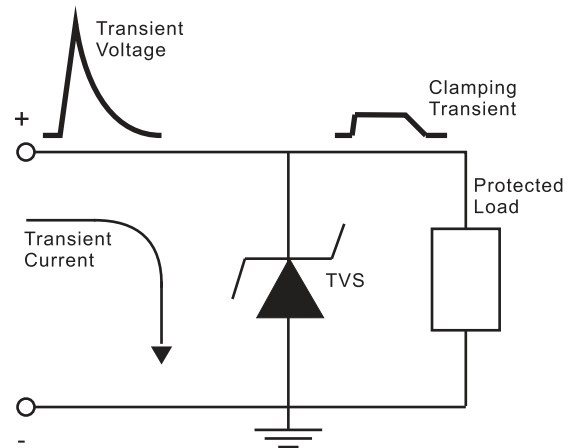 Transient
Voltage
Clamping
Transient
+
Protected
Load
Transient
Current
TVS
-